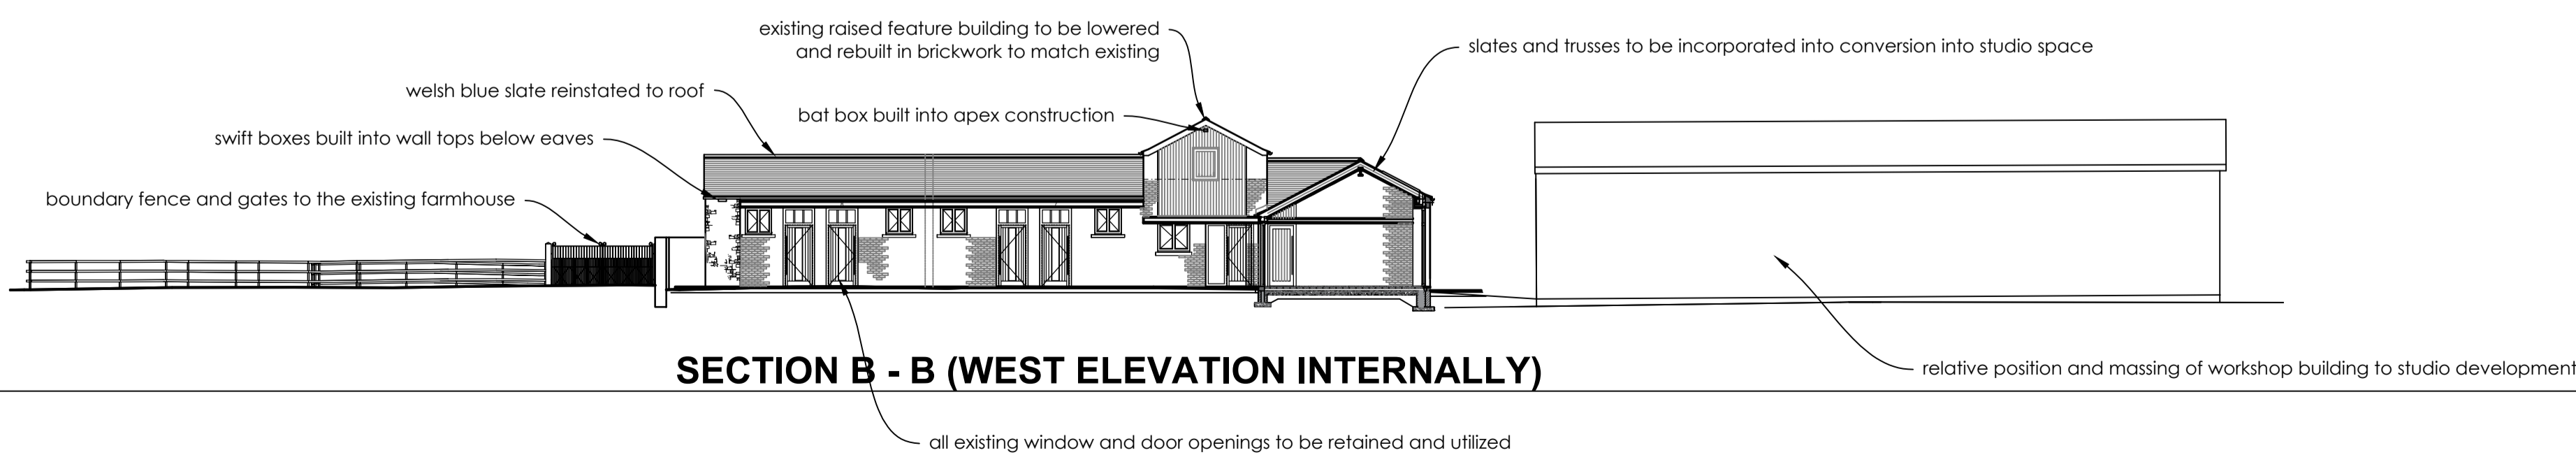 existing raised feature building to be lowered
and rebuilt in brickwork to match existing
slates and trusses to be incorporated into conversion into studio space
welsh blue slate reinstated to roof
bat box built into apex construction
swift boxes built into wall tops below eaves
boundary fence and gates to the existing farmhouse
SECTION B - B (WEST ELEVATION INTERNALLY)
relative position and massing of workshop building to studio development
all existing window and door openings to be retained and utilized